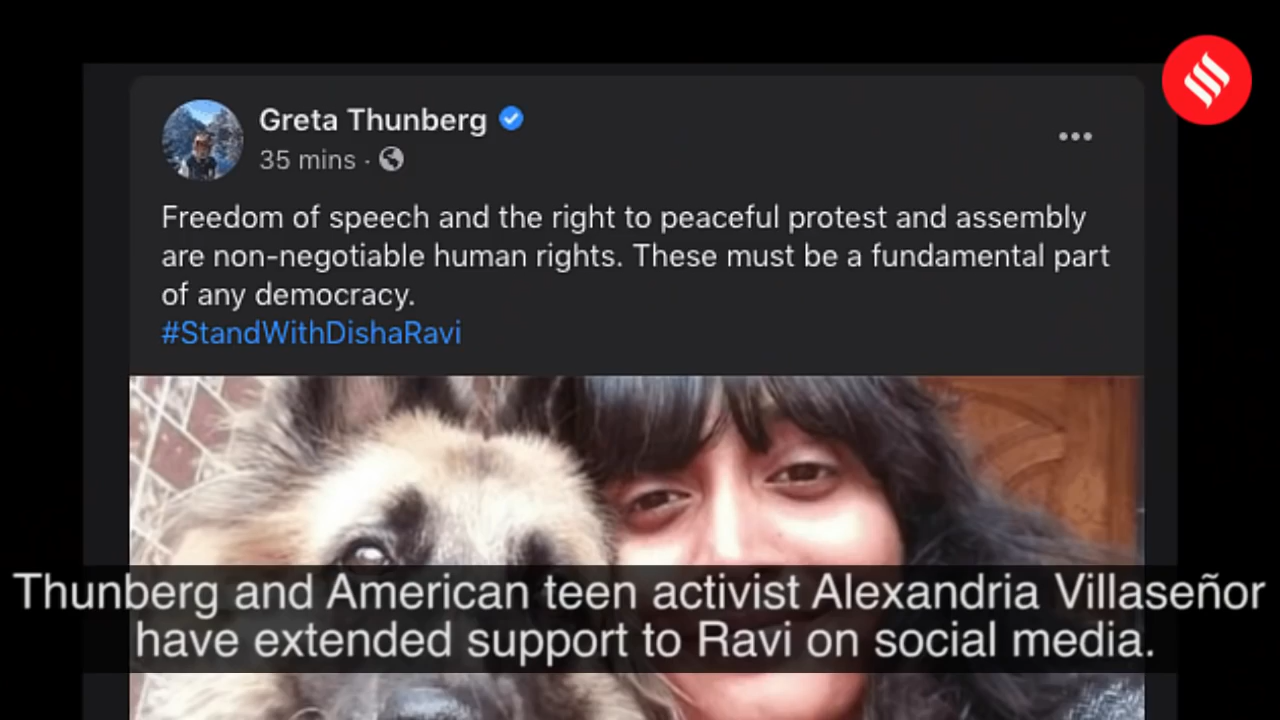 Greta Thunberg
35 mins ·
Freedom of speech and the right to peaceful protest and assembly
are non-negotiable human rights. These must be a fundamental part
of any democracy.
#StandWithDishaRavi
Thunberg and American teen activist Alexandria Villaseñor
have extended support to Ravi on social media.